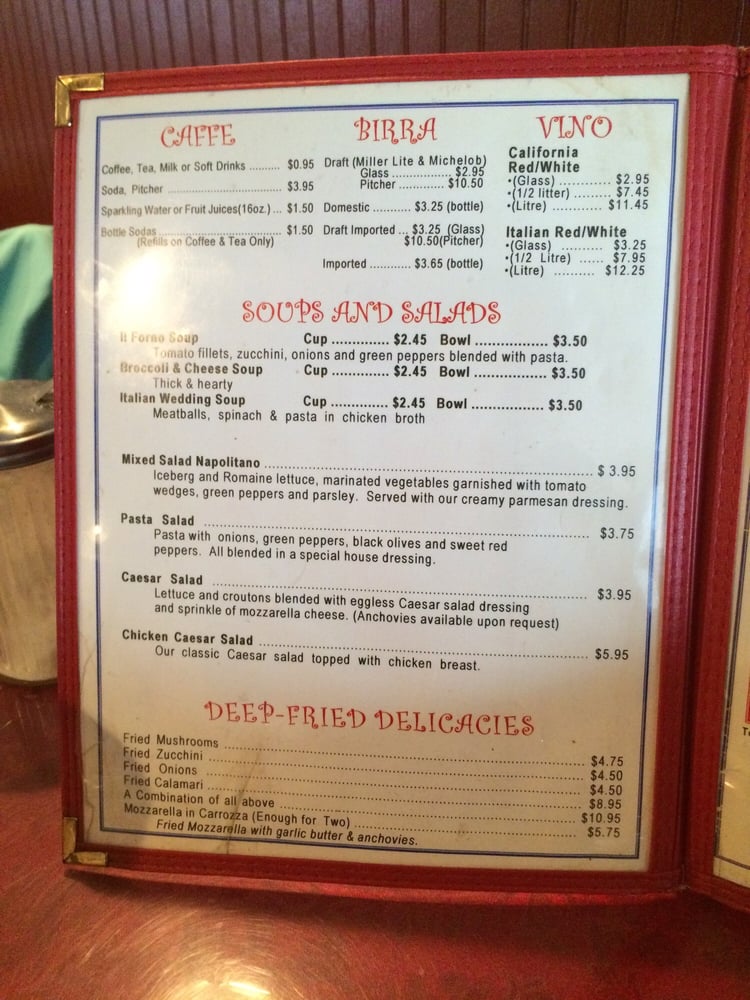 CAFFE
Coffee, Tea, Milk or Soft Drinks .......... $0.95
Soda, Pitcher .............................. $3.95
Sparkling Water or Fruit Juices(16oz.) ... $1.50
Bottle Sodas ............................... $1.50
(Refills on Coffee & Tea Only)
BIRRA
Draft (Miller Lite & Michelob)
Glass .................. $2.95
Pitcher ............ $10.50
Domestic ........... $3.25 (bottle)
Draft Imported ... $3.25 (Glass)
$10.50(Pitcher)
Imported ............ $3.65 (bottle)
VINO
California
Red/White
•(Glass) ............ $2.95
•(1/2 litter) ........ $7.45
•(Litre) ............ $11.45
Italian Red/White
•(Glass) .......... $3.25
•(1/2 Litre) ...... $7.95
•(Litre) .......... $12.25
SOUPS AND SALADS
Il Forno Soup Cup .............. $2.45 Bowl .................. $3.50
Tomato fillets, zucchini, onions and green peppers blended with pasta.
Broccoli & Cheese Soup Cup .............. $2.45 Bowl .................. $3.50
Thick & hearty
Italian Wedding Soup Cup .............. $2.45 Bowl .................. $3.50
Meatballs, spinach & pasta in chicken broth
Mixed Salad Napolitano .......... $ 3.95
Iceberg and Romaine lettuce, marinated vegetables garnished with tomato
wedges, green peppers and parsley. Served with our creamy parmesan dressing.
Pasta Salad .......... $3.75
Pasta with onions, green peppers, black olives and sweet red
peppers. All blended in a special house dressing.
Caesar Salad .......... $3.95
Lettuce and croutons blended with eggless Caesar salad dressing
and sprinkle of mozzarella cheese. (Anchovies available upon request)
Chicken Caesar Salad .......... $5.95
Our classic Caesar salad topped with chicken breast.
DEEP-FRIED DELICACIES
Fried Mushrooms .......... $4.75
Fried Zucchini .......... $4.50
Fried Onions .......... $4.50
Fried Calamari .......... $8.95
A Combination of all above .......... $10.95
Mozzarella in Carrozza (Enough for Two) .......... $5.75
Fried Mozzarella with garlic butter & anchovies.